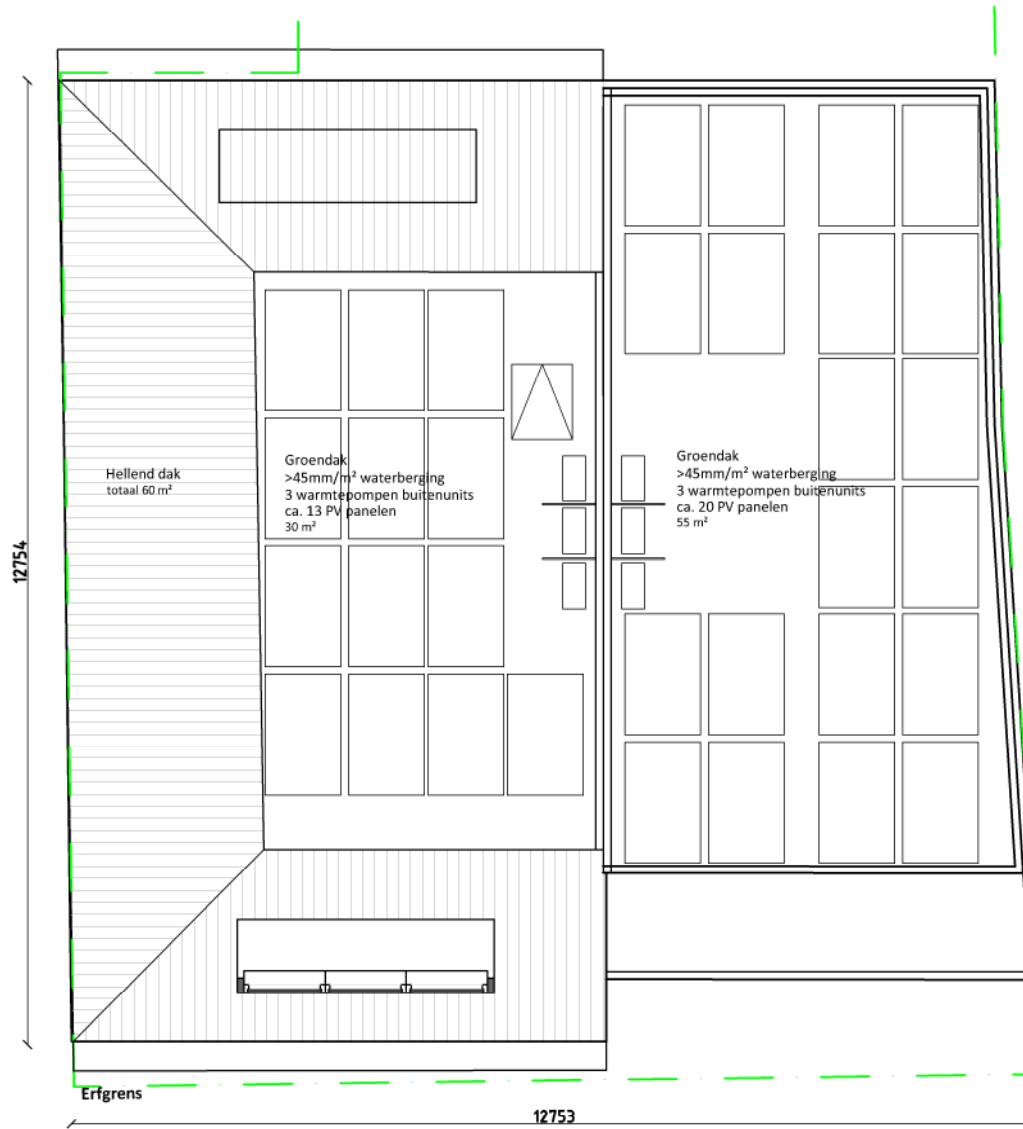 Hellend dak
totaal 60 m²
Groendak
>45mm/m² waterberging
3 warmtepompen buitenunits
ca. 13 PV panelen
30 m²
Groendak
>45mm/m² waterberging
3 warmtepompen buitenunits
ca. 20 PV panelen
55 m²
12754
Erfgrens
12753